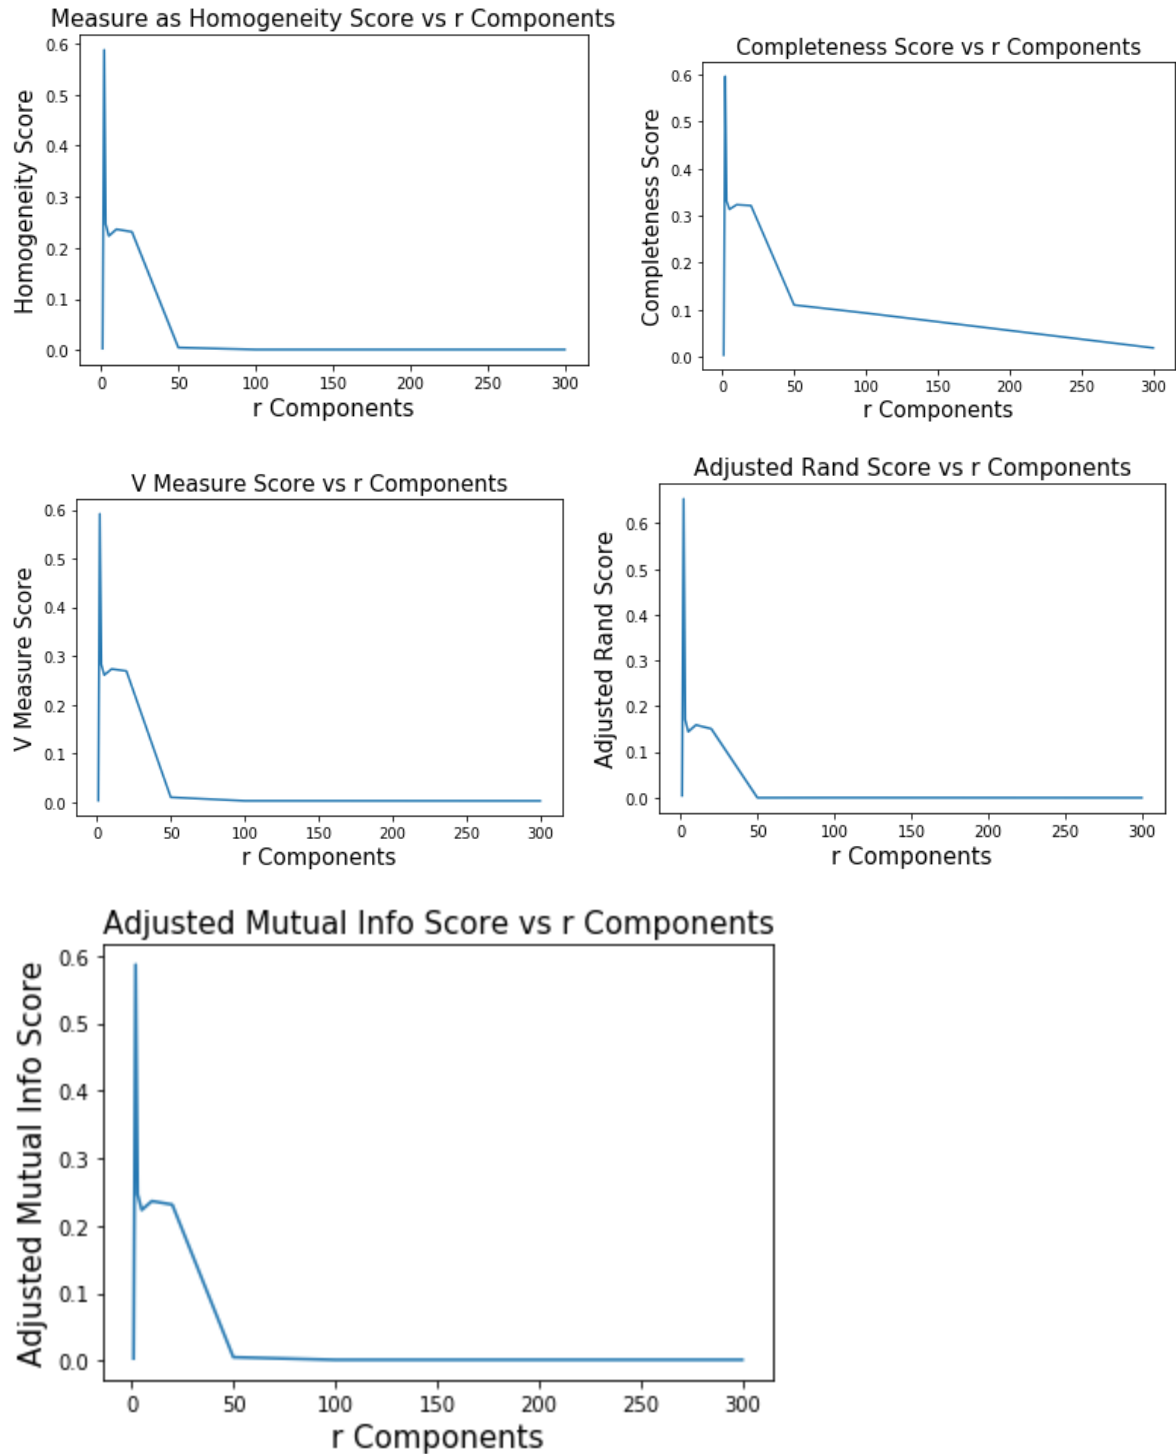 Measure as Homogeneity Score vs r Components
Homogeneity Score
0.6
0.5
0.4
0.3
0.2
0.1
0.0
0 50 100 150 200 250 300
r Components
Completeness Score vs r Components
Completeness Score
0.6
0.5
0.4
0.3
0.2
0.1
0.0
0 50 100 150 200 250 300
r Components
V Measure Score vs r Components
V Measure Score
0.6
0.5
0.4
0.3
0.2
0.1
0.0
0 50 100 150 200 250 300
r Components
Adjusted Rand Score vs r Components
Adjusted Rand Score
0.6
0.5
0.4
0.3
0.2
0.1
0.0
0 50 100 150 200 250 300
r Components
Adjusted Mutual Info Score vs r Components
Adjusted Mutual Info Score
0.6
0.5
0.4
0.3
0.2
0.1
0.0
0 50 100 150 200 250 300
r Components